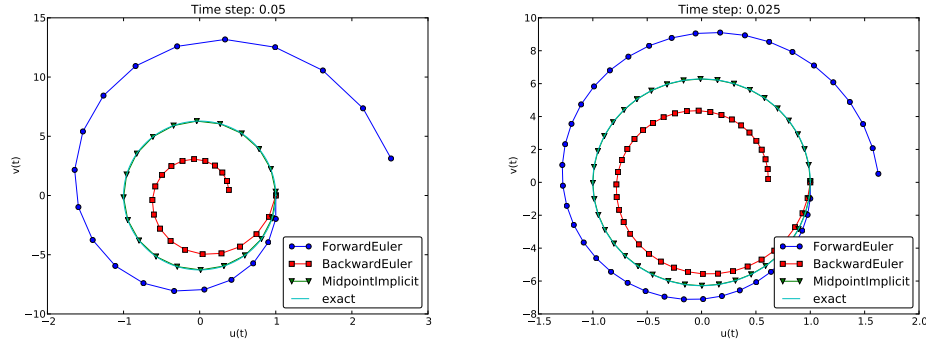 Time step: 0.05
15
10
5
0
−5
−10
v(t)
−2
−1
0
1
2
3
u(t)
ForwardEuler
BackwardEuler
MidpointImplicit
exact
Time step: 0.025
10
8
6
4
2
0
−2
−4
−6
−8
v(t)
−1.5
−1.0
−0.5
0.0
0.5
1.0
1.5
2.0
u(t)
ForwardEuler
BackwardEuler
MidpointImplicit
exact